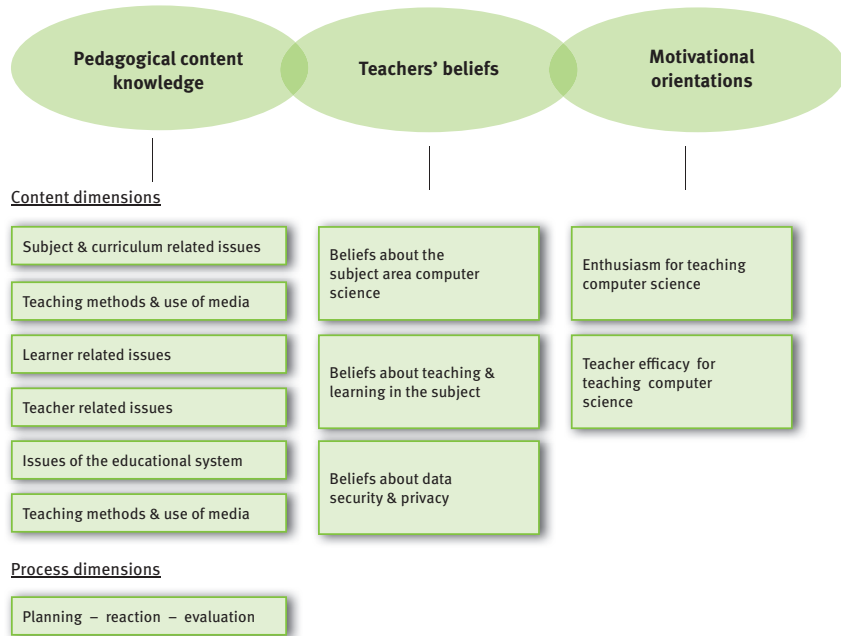 Pedagogical content
knowledge
Teachers’ beliefs
Motivational
orientations
Content dimensions
Subject & curriculum related issues
Teaching methods & use of media
Learner related issues
Teacher related issues
Issues of the educational system
Teaching methods & use of media
Process dimensions
Planning – reaction – evaluation
Beliefs about the
subject area computer
science
Beliefs about teaching &
learning in the subject
Beliefs about data
security & privacy
Enthusiasm for teaching
computer science
Teacher efficacy for
teaching computer
science